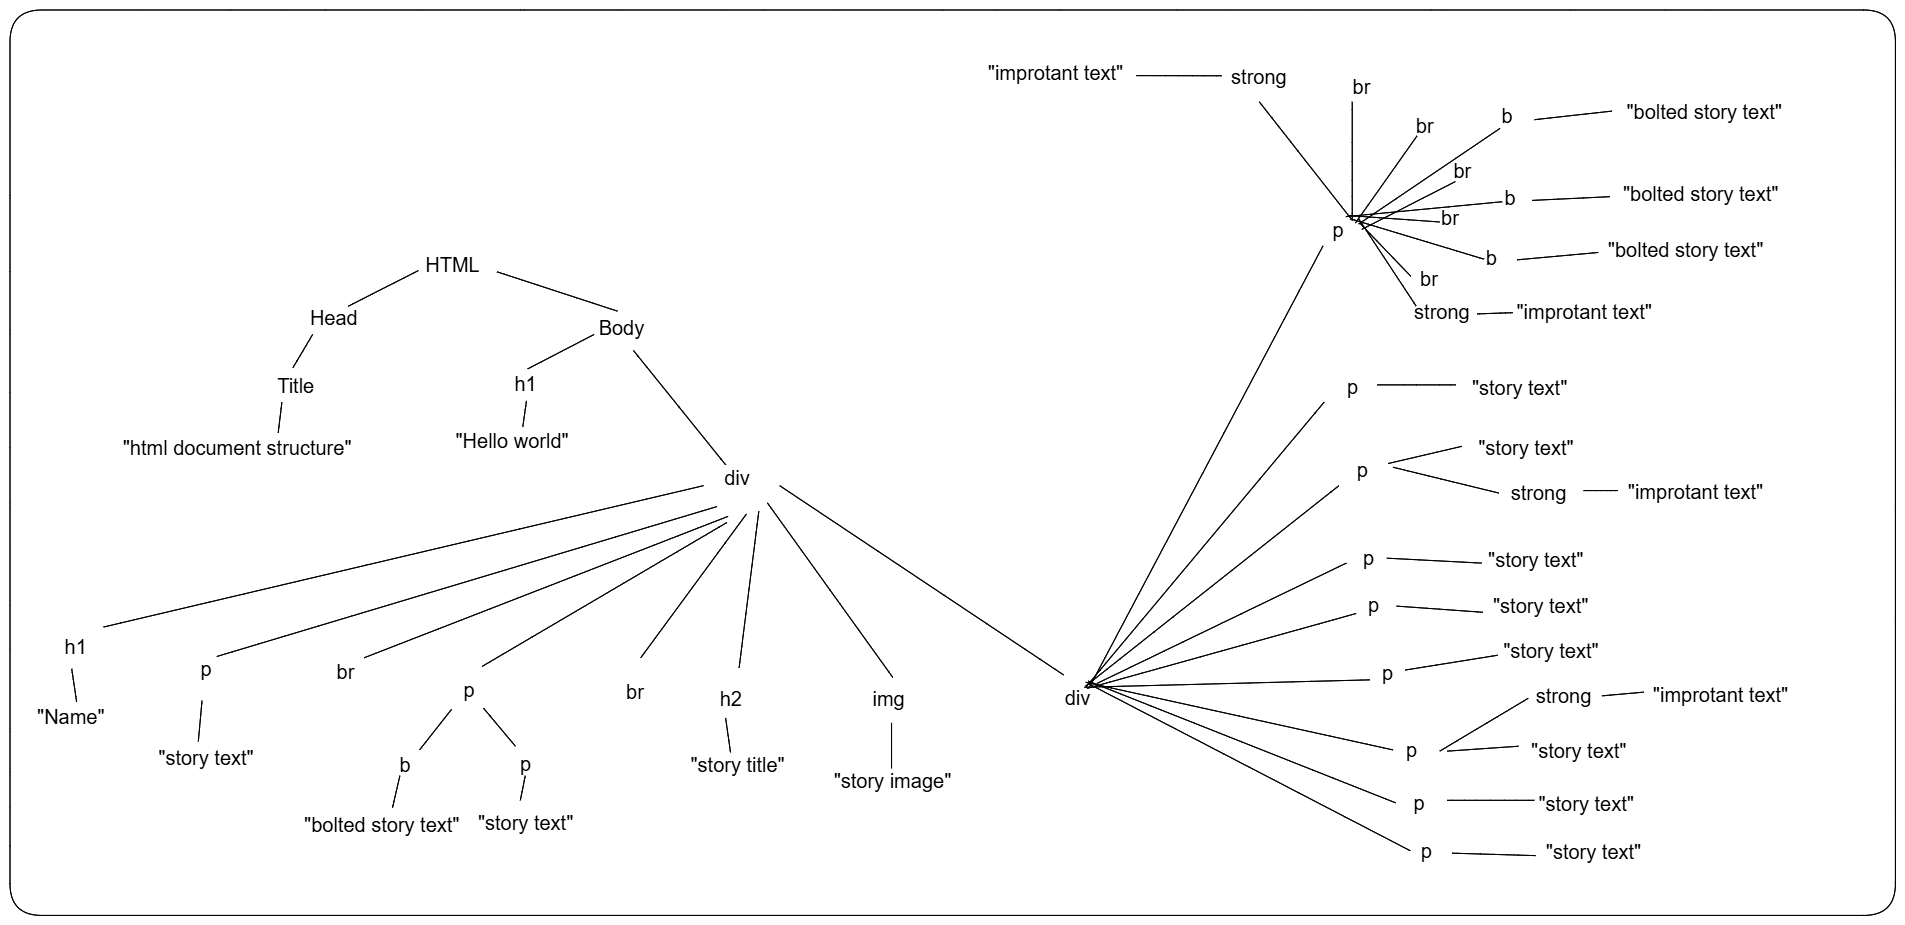 "improtant text"
strong
br
br
b
"bolted story text"
br
b
"bolted story text"
br
p
b
"bolted story text"
br
strong
"improtant text"
HTML
Head
Body
Title
h1
"html document structure"
"Hello world"
div
h1
"Name"
p
"story text"
br
p
b
"bolted story text"
p
"story text"
br
h2
"story title"
img
"story image"
div
p
"story text"
p
"story text"
strong
"improtant text"
p
"story text"
p
"story text"
p
"story text"
p
strong
"improtant text"
"story text"
p
"story text"
p
"story text"